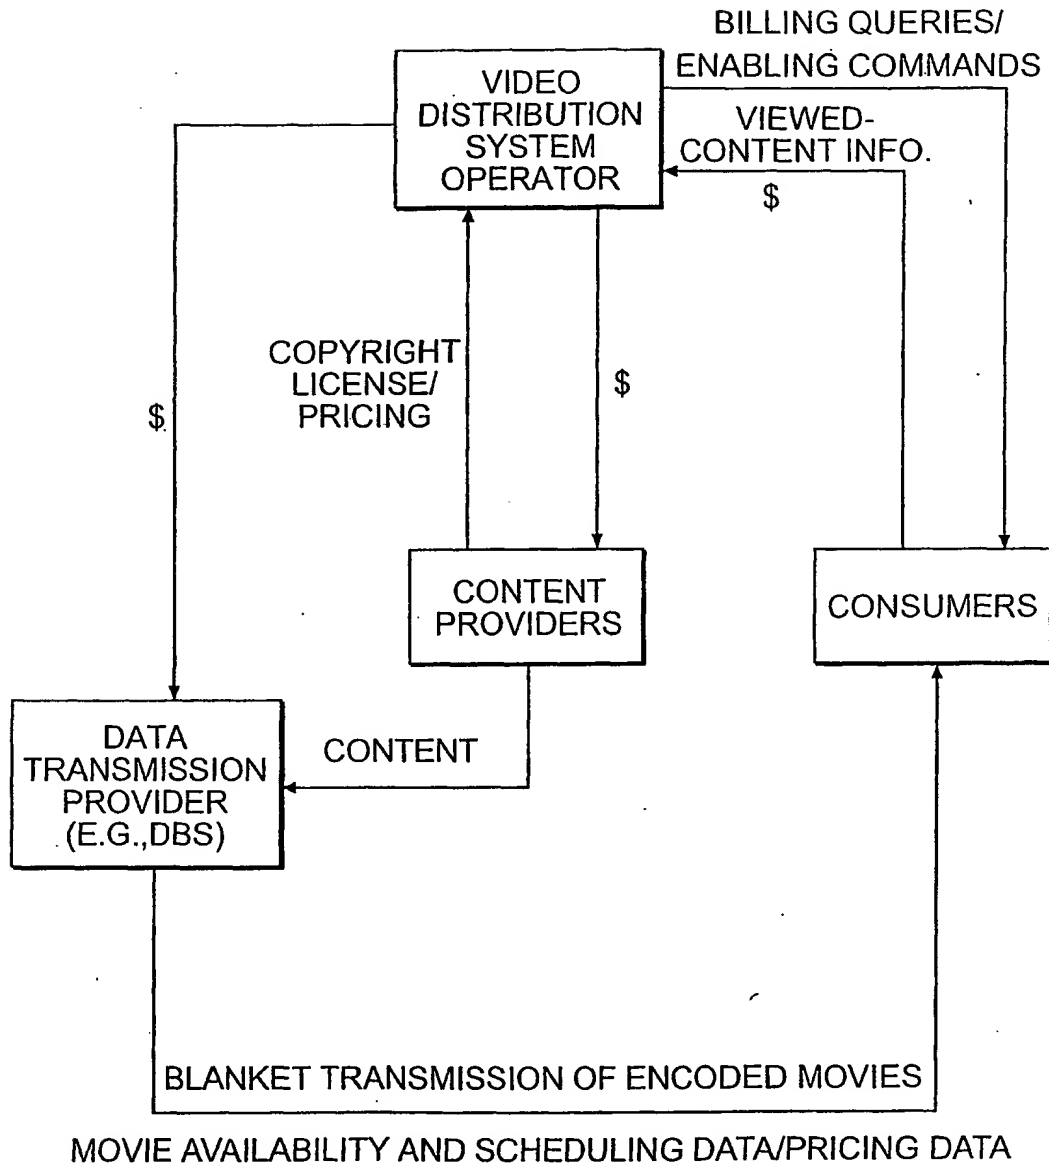 BILLING QUERIES/
ENABLING COMMANDS
VIDEO
DISTRIBUTION
SYSTEM
OPERATOR
VIEWED-
CONTENT INFO.
$
COPYRIGHT
LICENSE/
PRICING
$
$
CONTENT
PROVIDERS
CONSUMERS
DATA
TRANSMISSION
PROVIDER
(E.G.,DBS)
CONTENT
BLANKET TRANSMISSION OF ENCODED MOVIES
MOVIE AVAILABILITY AND SCHEDULING DATA/PRICING DATA